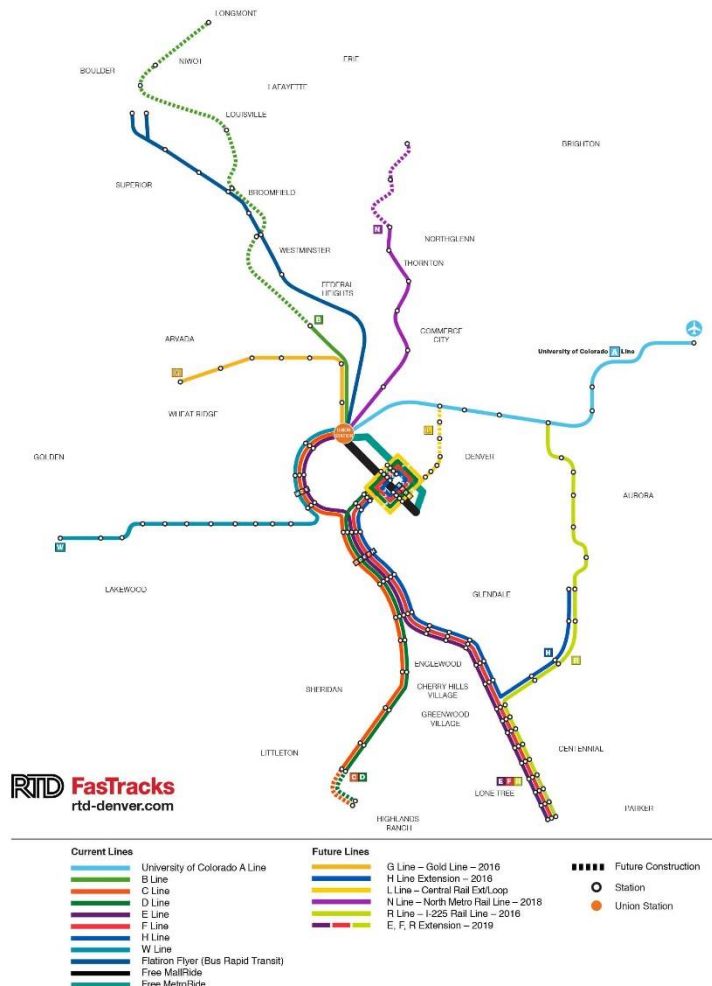 LONGMONT
NIWOT
ERIE
BOULDER
LAFAYETTE
LOUISVILLE
BRIGHTON
SUPERIOR
BROOMFIELD
N
NORTHGLENN
WESTMINSTER
THORNTON
FEDERAL
HEIGHTS
B
COMMERCE
CITY
ARVADA
University of Colorado A Line
G
WHEAT RIDGE
UNION
STATION
L
GOLDEN
DENVER
AURORA
W
LAKEWOOD
GLENDALE
H
R
ENGLEWOOD
SHERIDAN
CHERRY HILLS
VILLAGE
GREENWOOD
VILLAGE
LITTLETON
CENTENNIAL
C D
E F R
LONE TREE
PARKER
HIGHLANDS
RANCH
RTD FasTracks
rtd-denver.com
Current Lines
University of Colorado A Line
B Line
C Line
D Line
E Line
F Line
H Line
W Line
Flatiron Flyer (Bus Rapid Transit)
Free MallRide
Free MetroRide
Future Lines
G Line – Gold Line – 2016
H Line Extension – 2016
L Line – Central Rail Ext/Loop
N Line – North Metro Rail Line – 2018
R Line – I-225 Rail Line – 2016
E, F, R Extension – 2019
Future Construction
Station
Union Station